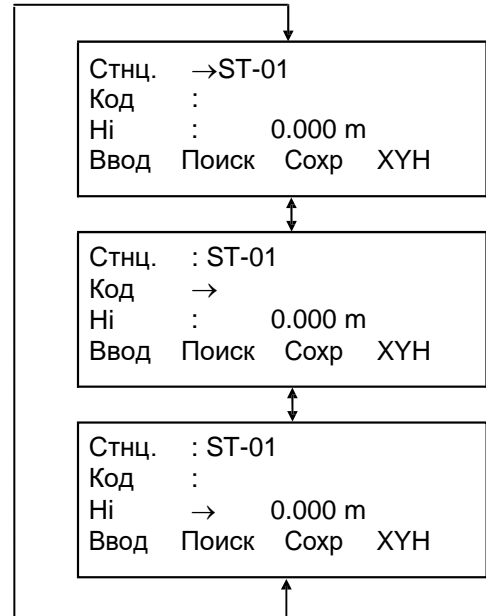 Стнц. →ST-01
Код :
Hi : 0.000 m
Ввод Поиск Сохр XYH
Стнц. : ST-01
Код →
Hi : 0.000 m
Ввод Поиск Сохр XYH
Стнц. : ST-01
Код :
Hi → 0.000 m
Ввод Поиск Сохр XYH